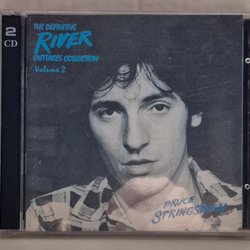 2
CD
THE DEFINITIVE
RIVER
OUTTAKES COLLECTION
Volume 2
BRUCE
SPRINGSTEEN